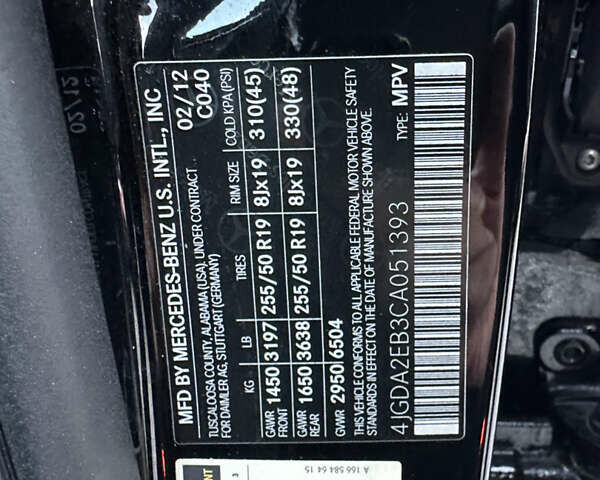 MFD BY MERCEDES-BENZ U.S. INTL., INC
TUSCALOOSA COUNTY, ALABAMA (USA), UNDER CONTRACT 02/12
FOR DAIMLER AG, STUTTGART (GERMANY) C040
KG LB TIRES RIM SIZE COLD KPA (PSI)
GAWR FRONT 1450 3197 255/50 R19 8Jx19 310(45)
GAWR REAR 1650 3638 255/50 R19 8Jx19 330(48)
GVWR 2950 6504
THIS VEHICLE CONFORMS TO ALL APPLICABLE FEDERAL MOTOR VEHICLE SAFETY
STANDARDS IN EFFECT ON THE DATE OF MANUFACTURE SHOWN ABOVE.
4JGDA2EB3CA051393 TYPE: MPV
A 166 584 64 15
02/12